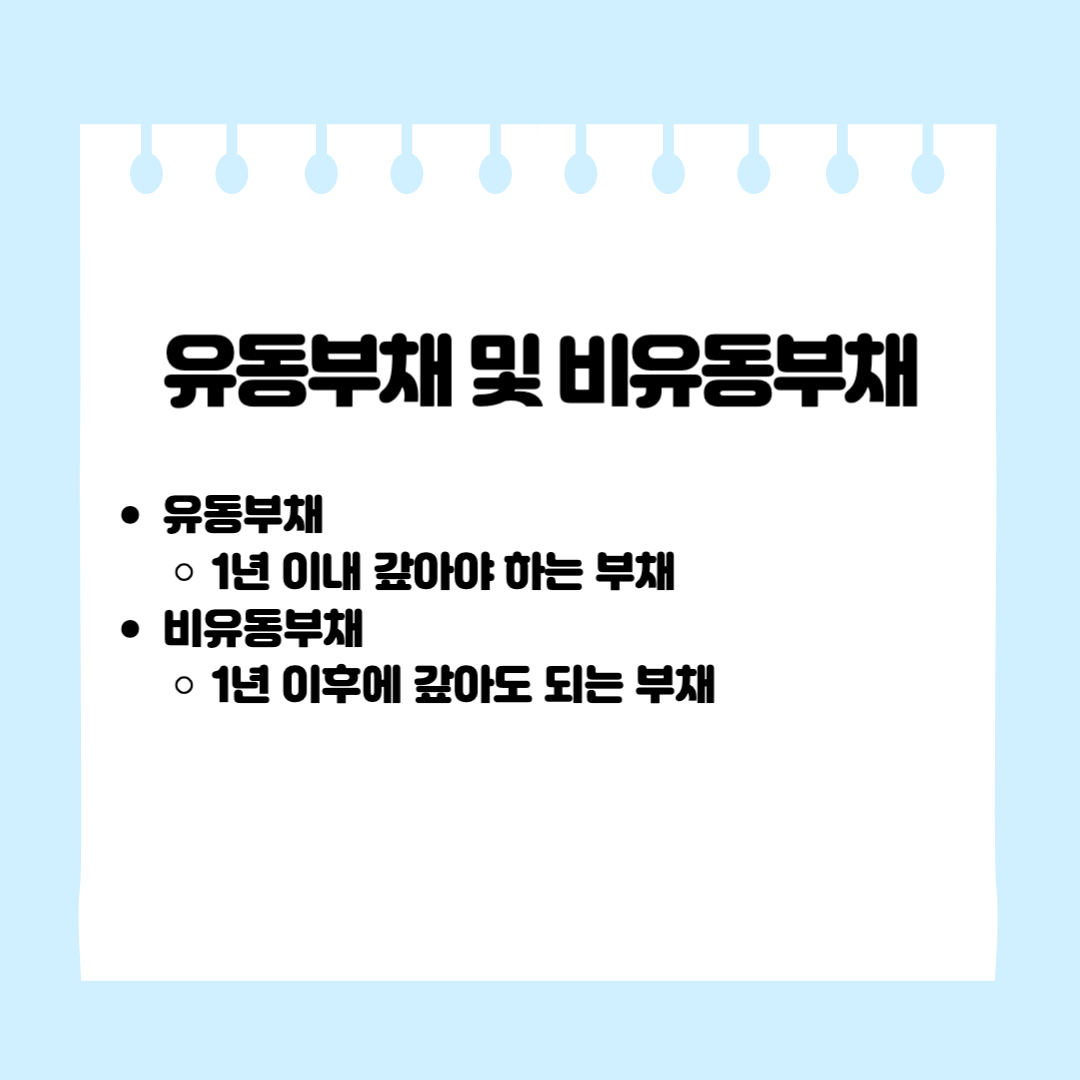 유동부채 및 비유동부채
• 유동부채
○ 1년 이내 갚아야 하는 부채
• 비유동부채
○ 1년 이후에 갚아도 되는 부채